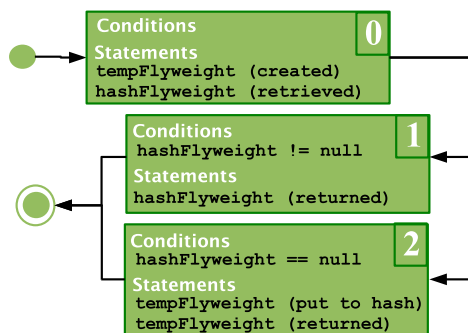 Conditions
0
Statements
tempFlyweight (created)
hashFlyweight (retrieved)
Conditions
1
hashFlyweight != null
Statements
hashFlyweight (returned)
Conditions
2
hashFlyweight == null
Statements
tempFlyweight (put to hash)
tempFlyweight (returned)